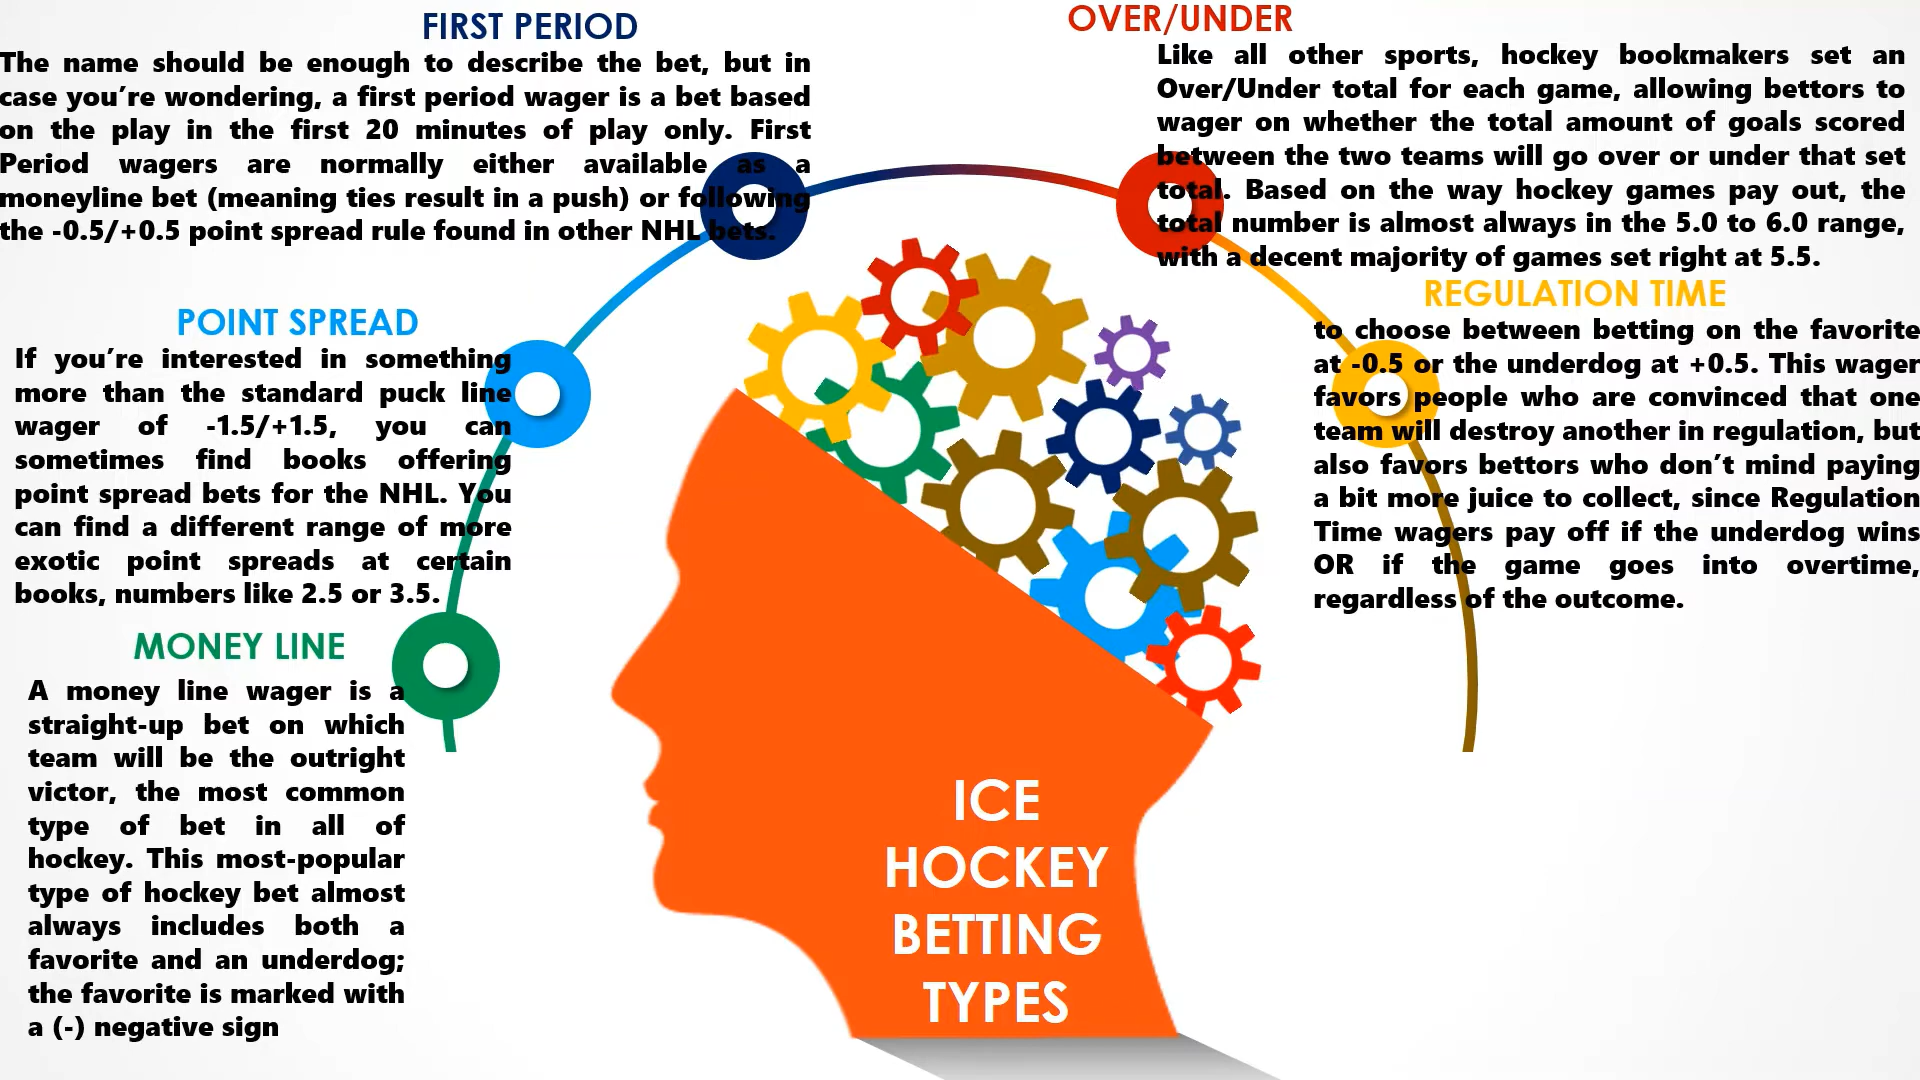 FIRST PERIOD
The name should be enough to describe the bet, but in
case you’re wondering, a first period wager is a bet based
on the play in the first 20 minutes of play only. First
Period wagers are normally either available as a
moneyline bet (meaning ties result in a push) or following
the -0.5/+0.5 point spread rule found in other NHL bets.
OVER/UNDER
Like all other sports, hockey bookmakers set an
Over/Under total for each game, allowing bettors to
wager on whether the total amount of goals scored
between the two teams will go over or under that set
total. Based on the way hockey games pay out, the
total number is almost always in the 5.0 to 6.0 range,
with a decent majority of games set right at 5.5.
POINT SPREAD
If you’re interested in something
more than the standard puck line
wager of -1.5/+1.5, you can
sometimes find books offering
point spread bets for the NHL. You
can find a different range of more
exotic point spreads at certain
books, numbers like 2.5 or 3.5.
REGULATION TIME
to choose between betting on the favorite
at -0.5 or the underdog at +0.5. This wager
favors people who are convinced that one
team will destroy another in regulation, but
also favors bettors who don’t mind paying
a bit more juice to collect, since Regulation
Time wagers pay off if the underdog wins
OR if the game goes into overtime,
regardless of the outcome.
MONEY LINE
A money line wager is a
straight-up bet on which
team will be the outright
victor, the most common
type of bet in all of
hockey. This most-popular
type of hockey bet almost
always includes both a
favorite and an underdog;
the favorite is marked with
a (-) negative sign
ICE
HOCKEY
BETTING
TYPES